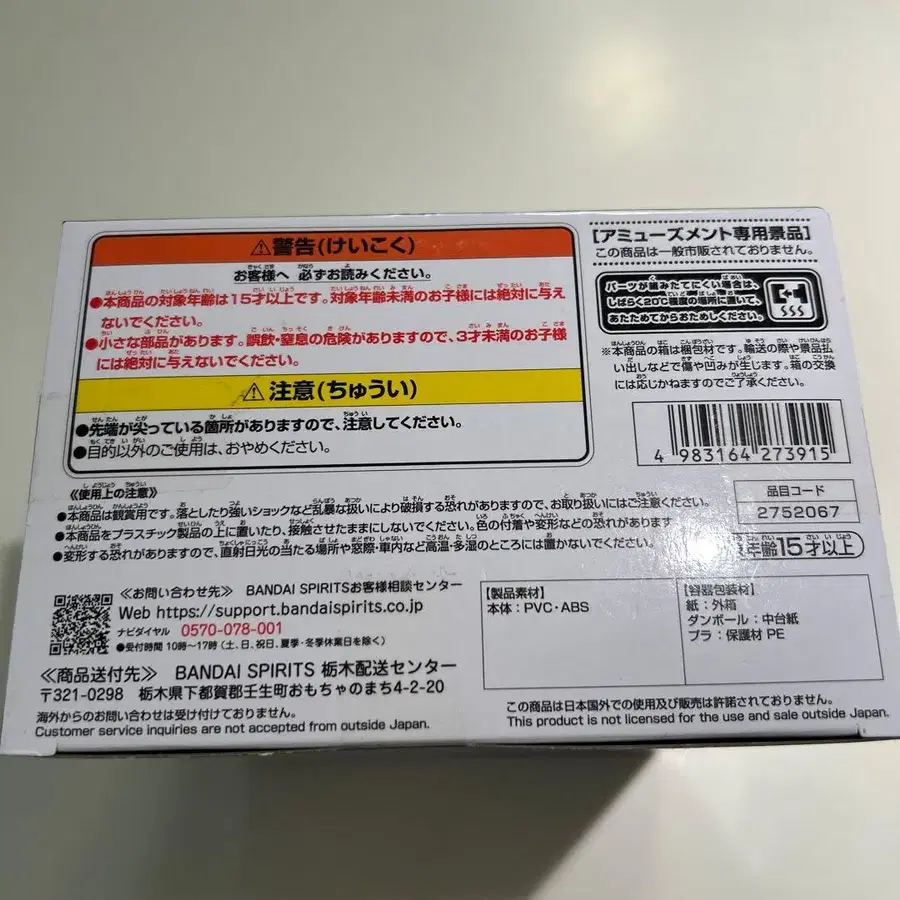 ⚠警告(けいこく)
お客様へ 必ずお読みください。
●本商品の対象年齢は15才以上です。対象年齢未満のお子様には絶対に与え
ないでください。
●小さな部品があります。誤飲・窒息の危険がありますので、3才未満のお子様
には絶対に与えないでください。
⚠注意(ちゅうい)
●先端が尖っている箇所がありますので、注意してください。
●目的以外のご使用は、おやめください。
[アミューズメント専用景品]
この商品は一般市販されておりません。
パーツが組みたてにくい場合は、
しばらく20℃程度の場所に置いて、
あたためてからおためしください。
※本商品の箱は梱包材です。輸送の際や景品払
い出しなどで傷や凹みが生じます。箱の交換
には応じかねますのでご了承ください。
4 983164 273915
品目コード
2752067
年齢15才以上
《使用上の注意》
●本商品は観賞用です。落としたり強いショックなど乱暴な扱いにより破損する恐れがありますので、お取り扱いにはご注意ください。
●本商品をプラスチック製品の上に置いたり、接触させたままにしないでください。色の付着や変形などの恐れがあります
●変形する恐れがありますので、直射日光の当たる場所や窓際・車内など高温・多湿のところには置かないでください。
《お問い合わせ先》 BANDAI SPIRITSお客様相談センター
Web https://support.bandaispirits.co.jp
ナビダイヤル 0570-078-001
●受付時間 10時~17時(土、日、祝日、夏季・冬季休業日を除く)
《商品送付先》 BANDAI SPIRITS 栃木配送センター
〒321-0298 栃木県下都賀郡壬生町おもちゃのまち4-2-20
海外からのお問い合わせは受け付けておりません。
Customer service inquiries are not accepted from outside Japan.
【製品素材】
本体:PVC・ABS
【容器包装材】
紙:外箱
ダンボール:中台紙
プラ:保護材 PE
この商品は日本国外での使用及び販売は許諾されておりません。
This product is not licensed for the use and sale outside Japan.